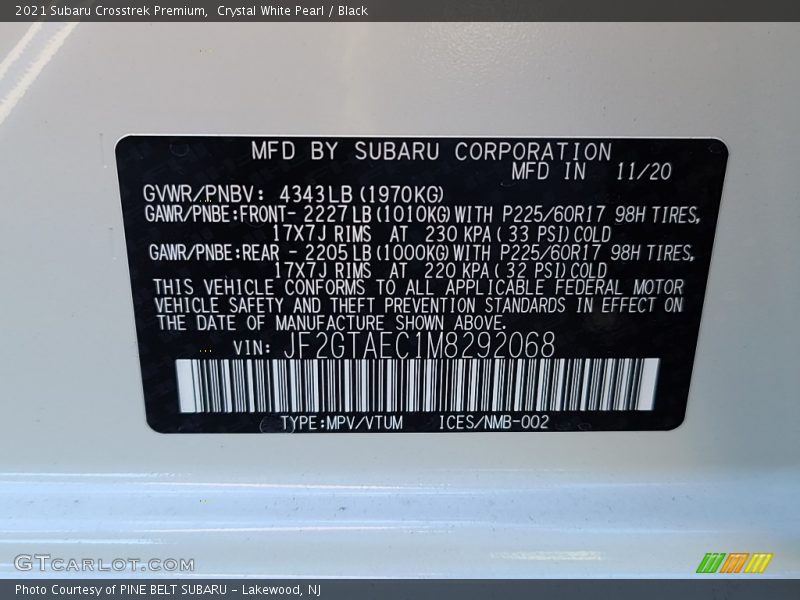 2021 Subaru Crosstrek Premium,  Crystal White Pearl / Black
MFD BY SUBARU CORPORATION
MFD IN 11/20
GVWR/PNBV: 4343LB (1970KG)
GAWR/PNBE:FRONT- 2227 LB (1010KG) WITH P225/60R17 98H TIRES,
17X7J RIMS AT 230 KPA ( 33 PSI) COLD
GAWR/PNBE:REAR - 2205 LB (1000KG) WITH P225/60R17 98H TIRES,
17X7J RIMS AT 220 KPA ( 32 PSI) COLD
THIS VEHICLE CONFORMS TO ALL APPLICABLE FEDERAL MOTOR
VEHICLE SAFETY AND THEFT PREVENTION STANDARDS IN EFFECT ON
THE DATE OF MANUFACTURE SHOWN ABOVE.
VIN: JF2GTAEC1M8292068
TYPE:MPV/VTUM ICES/NMB-002
GTCARLOT.COM
Photo Courtesy of PINE BELT SUBARU – Lakewood, NJ